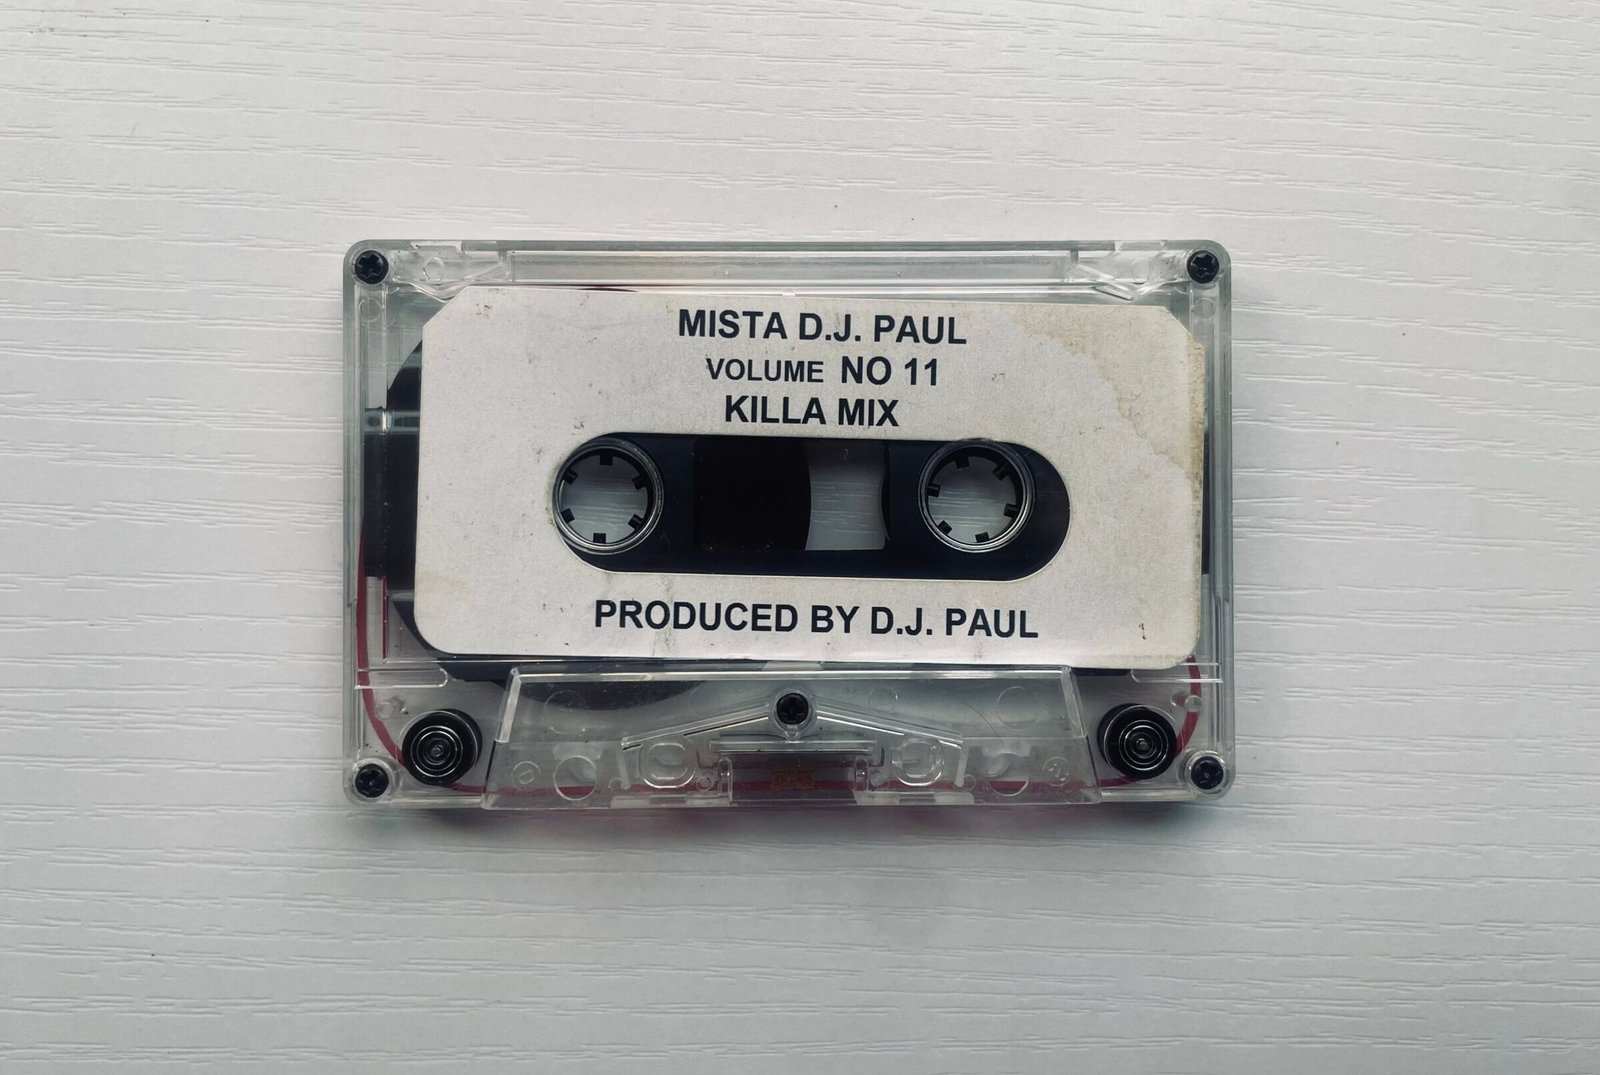 MISTA D.J. PAUL
VOLUME NO 11
KILLA MIX
PRODUCED BY D.J. PAUL